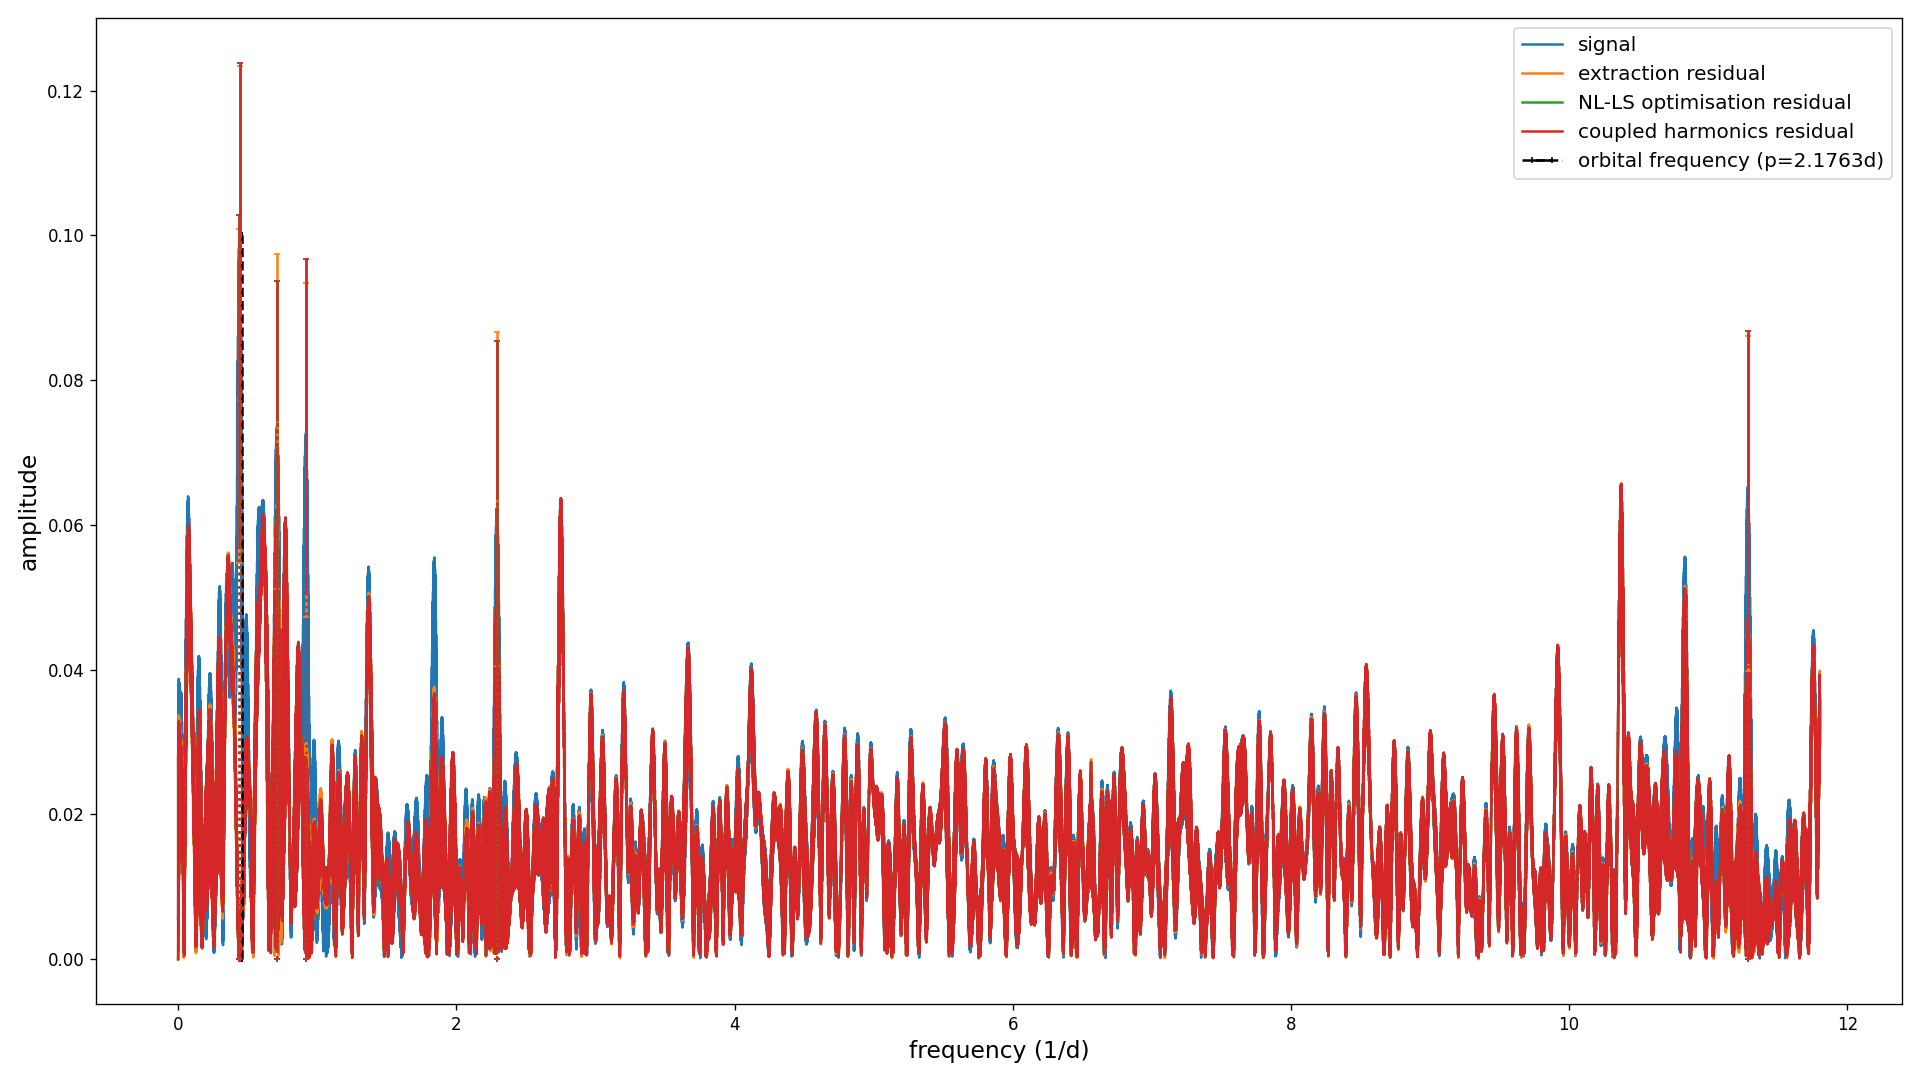 signal
extraction residual
NL-LS optimisation residual
coupled harmonics residual
orbital frequency (p=2.1763d)
0.12
0.10
0.08
0.06
0.04
0.02
0.00
amplitude
0 2 4 6 8 10 12
frequency (1/d)